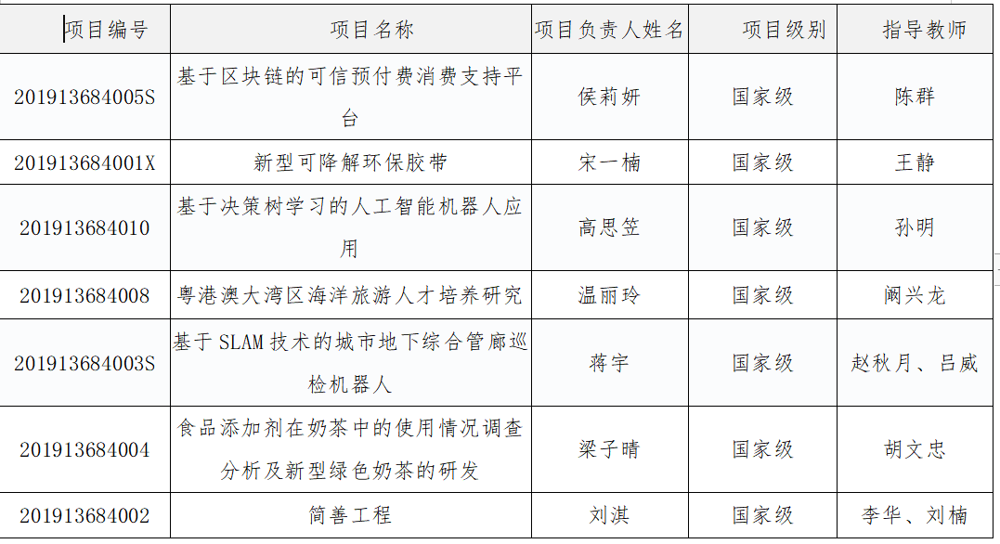 项目编号 项目名称 项目负责人姓名 项目级别 指导教师
201913684005S 基于区块链的可信预付费消费支持平
台 侯莉妍 国家级 陈群
201913684001X 新型可降解环保胶带 宋一楠 国家级 王静
201913684010 基于决策树学习的人工智能机器人应
用 高思笠 国家级 孙明
201913684008 粤港澳大湾区海洋旅游人才培养研究 温丽玲 国家级 阚兴龙
201913684003S 基于 SLAM 技术的城市地下综合管廊巡
检机器人 蒋宇 国家级 赵秋月、吕威
201913684004 食品添加剂在奶茶中的使用情况调查
分析及新型绿色奶茶的研发 梁子晴 国家级 胡文忠
201913684002 简善工程 刘淇 国家级 李华、刘楠